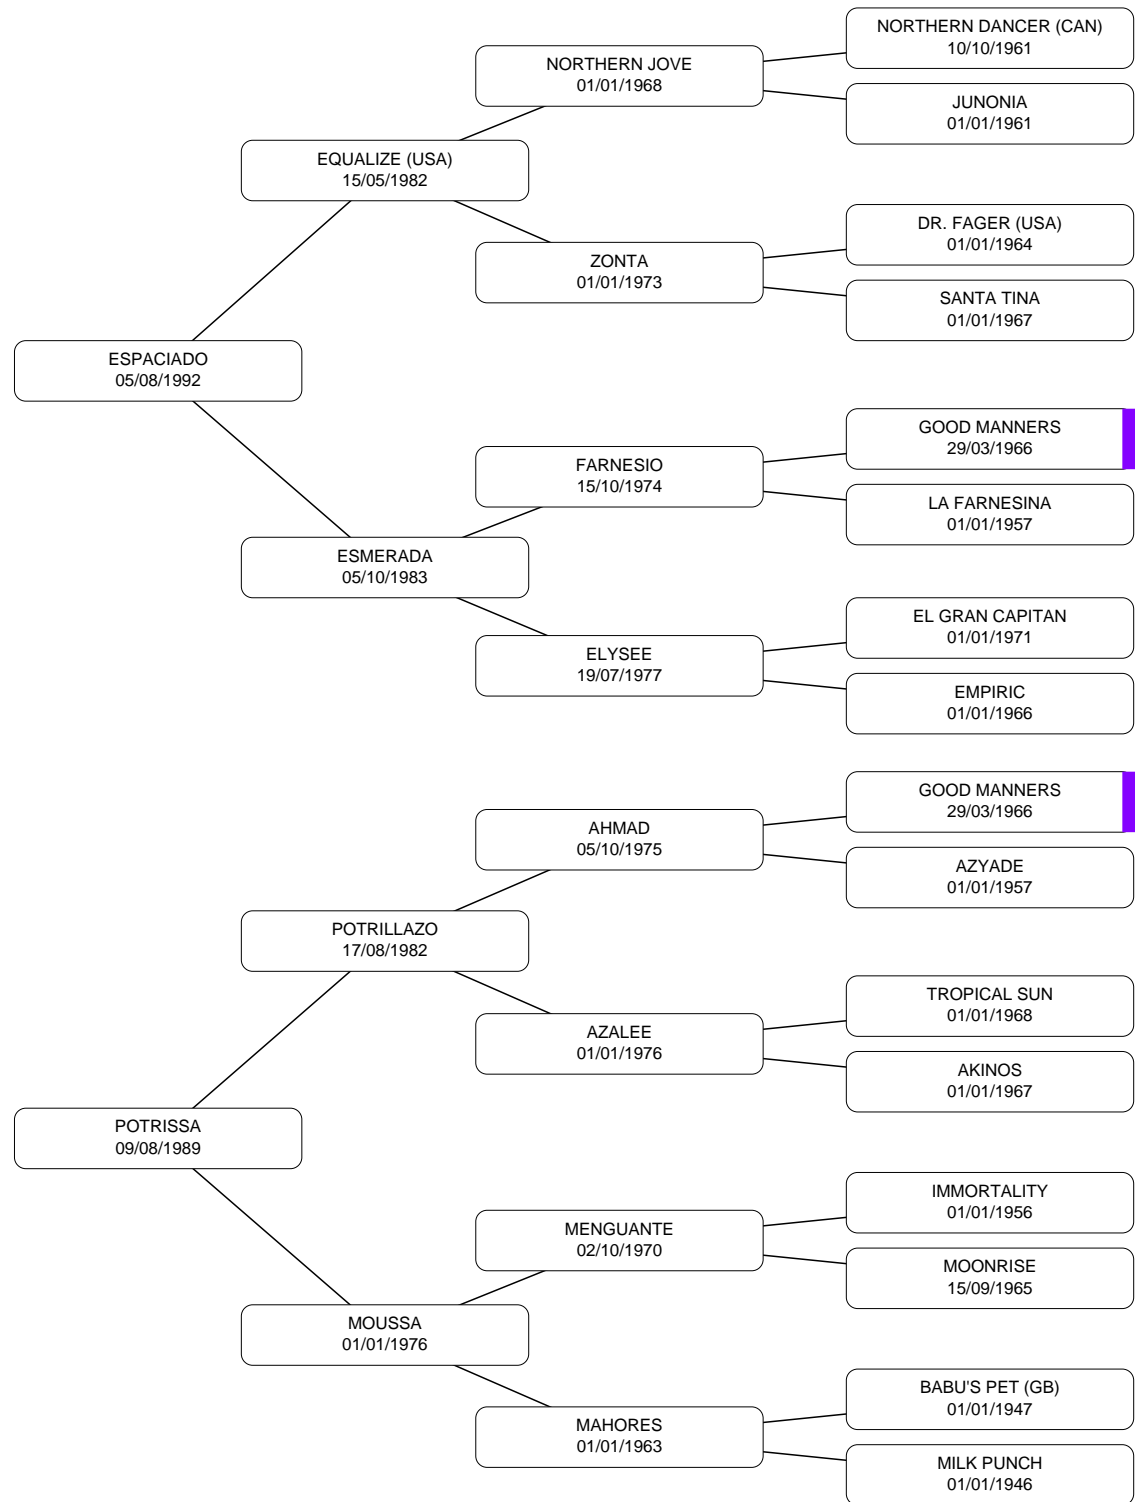 NORTHERN DANCER (CAN)
10/10/1961
NORTHERN JOVE
01/01/1968
JUNONIA
01/01/1961
EQUALIZE (USA)
15/05/1982
DR. FAGER (USA)
01/01/1964
ZONTA
01/01/1973
SANTA TINA
01/01/1967
ESPACIADO
05/08/1992
GOOD MANNERS
29/03/1966
FARNESIO
15/10/1974
LA FARNESINA
01/01/1957
ESMERADA
05/10/1983
EL GRAN CAPITAN
01/01/1971
ELYSEE
19/07/1977
EMPIRIC
01/01/1966
GOOD MANNERS
29/03/1966
AHMAD
05/10/1975
AZYADE
01/01/1957
POTRILLAZO
17/08/1982
TROPICAL SUN
01/01/1968
AZALEE
01/01/1976
AKINOS
01/01/1967
POTRISSA
09/08/1989
IMMORTALITY
01/01/1956
MENGUANTE
02/10/1970
MOONRISE
15/09/1965
MOUSSA
01/01/1976
BABU'S PET (GB)
01/01/1947
MAHORES
01/01/1963
MILK PUNCH
01/01/1946